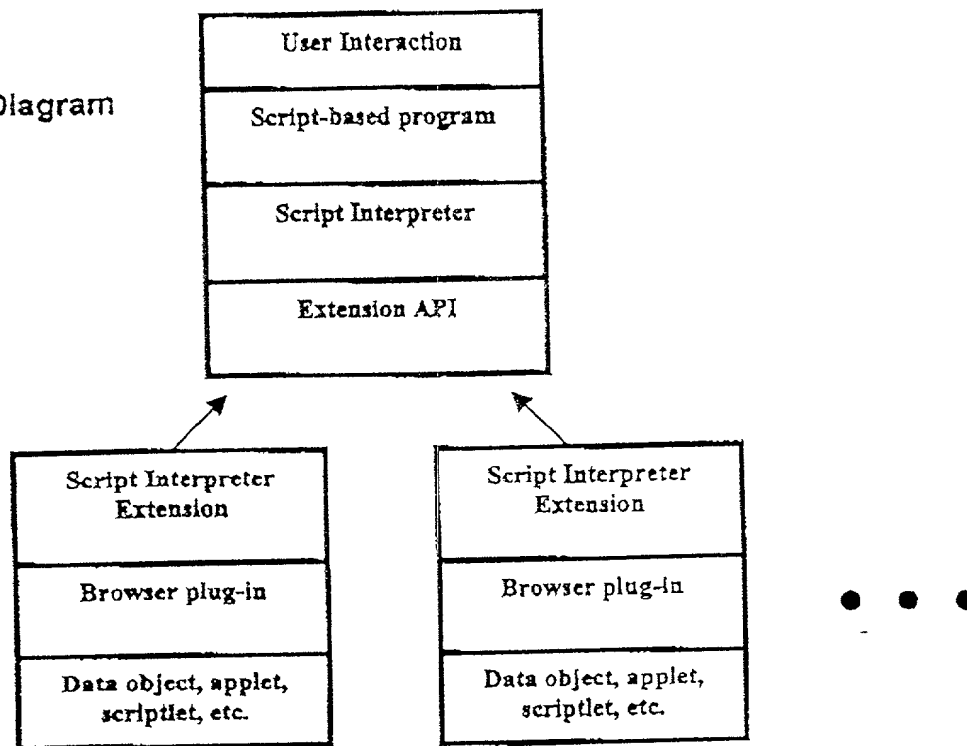 User Interaction
Diagram
Script-based program
Script Interpreter
Extension API
Script Interpreter
Extension
Browser plug-in
Data object, applet,
scriptlet, etc.
Script Interpreter
Extension
Browser plug-in
Data object, applet,
scriptlet, etc.